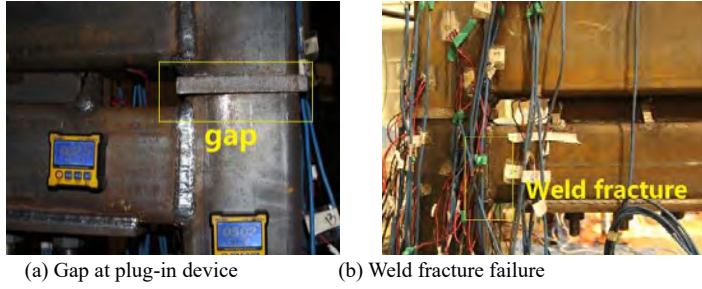 gap
Weld fracture
(a) Gap at plug-in device
(b) Weld fracture failure